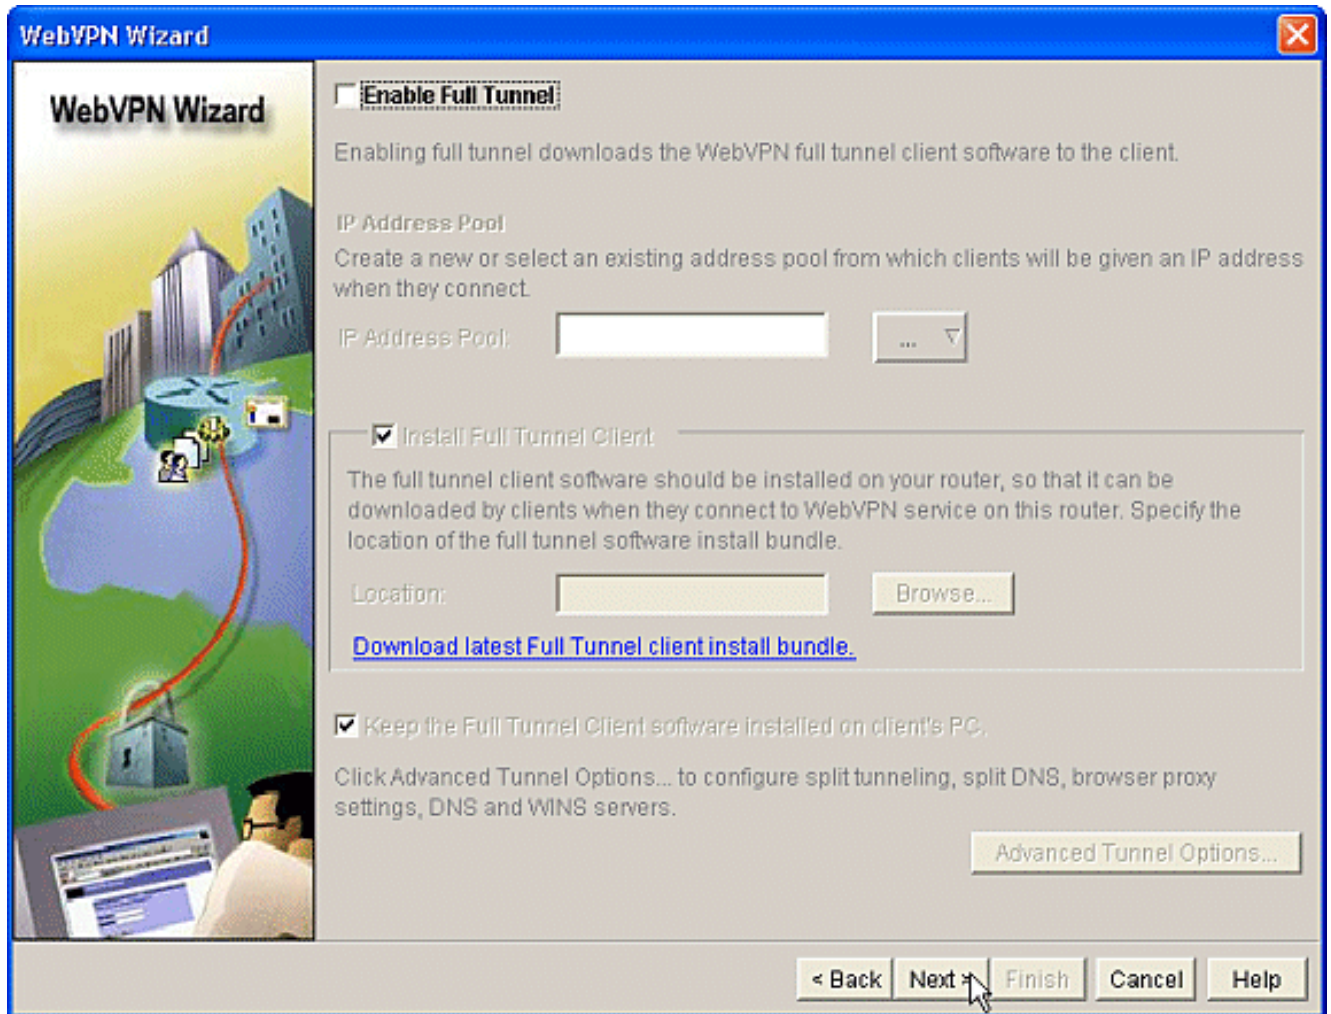 WebVPN Wizard
WebVPN Wizard
Enable Full Tunnel
Enabling full tunnel downloads the WebVPN full tunnel client software to the client.
IP Address Pool
Create a new or select an existing address pool from which clients will be given an IP address
when they connect.
IP Address Pool:
...
Install Full Tunnel Client
The full tunnel client software should be installed on your router, so that it can be
downloaded by clients when they connect to WebVPN service on this router. Specify the
location of the full tunnel software install bundle.
Location:
Browse...
Download latest Full Tunnel client install bundle.
Keep the Full Tunnel Client software installed on client's PC.
Click Advanced Tunnel Options... to configure split tunneling, split DNS, browser proxy
settings, DNS and WINS servers.
Advanced Tunnel Options...
< Back
Next >
Finish
Cancel
Help